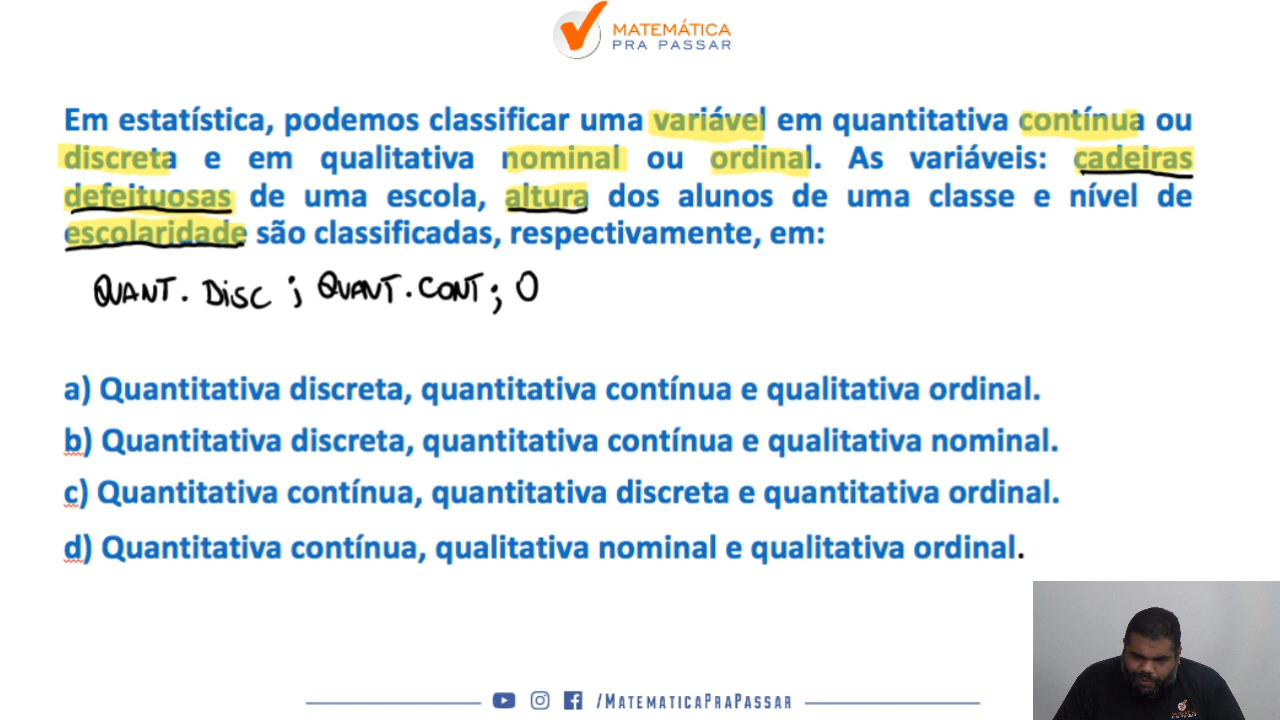 MATEMÁTICA
PRA PASSAR
Em estatística, podemos classificar uma variável em quantitativa contínua ou
discreta e em qualitativa nominal ou ordinal. As variáveis: cadeiras
defeituosas de uma escola, altura dos alunos de uma classe e nível de
escolaridade são classificadas, respectivamente, em:
QUANT. DISC ; QUANT. CONT ; O
a) Quantitativa discreta, quantitativa contínua e qualitativa ordinal.
b) Quantitativa discreta, quantitativa contínua e qualitativa nominal.
c) Quantitativa contínua, quantitativa discreta e quantitativa ordinal.
d) Quantitativa contínua, qualitativa nominal e qualitativa ordinal.
/MATEMATICAPRAPASSAR